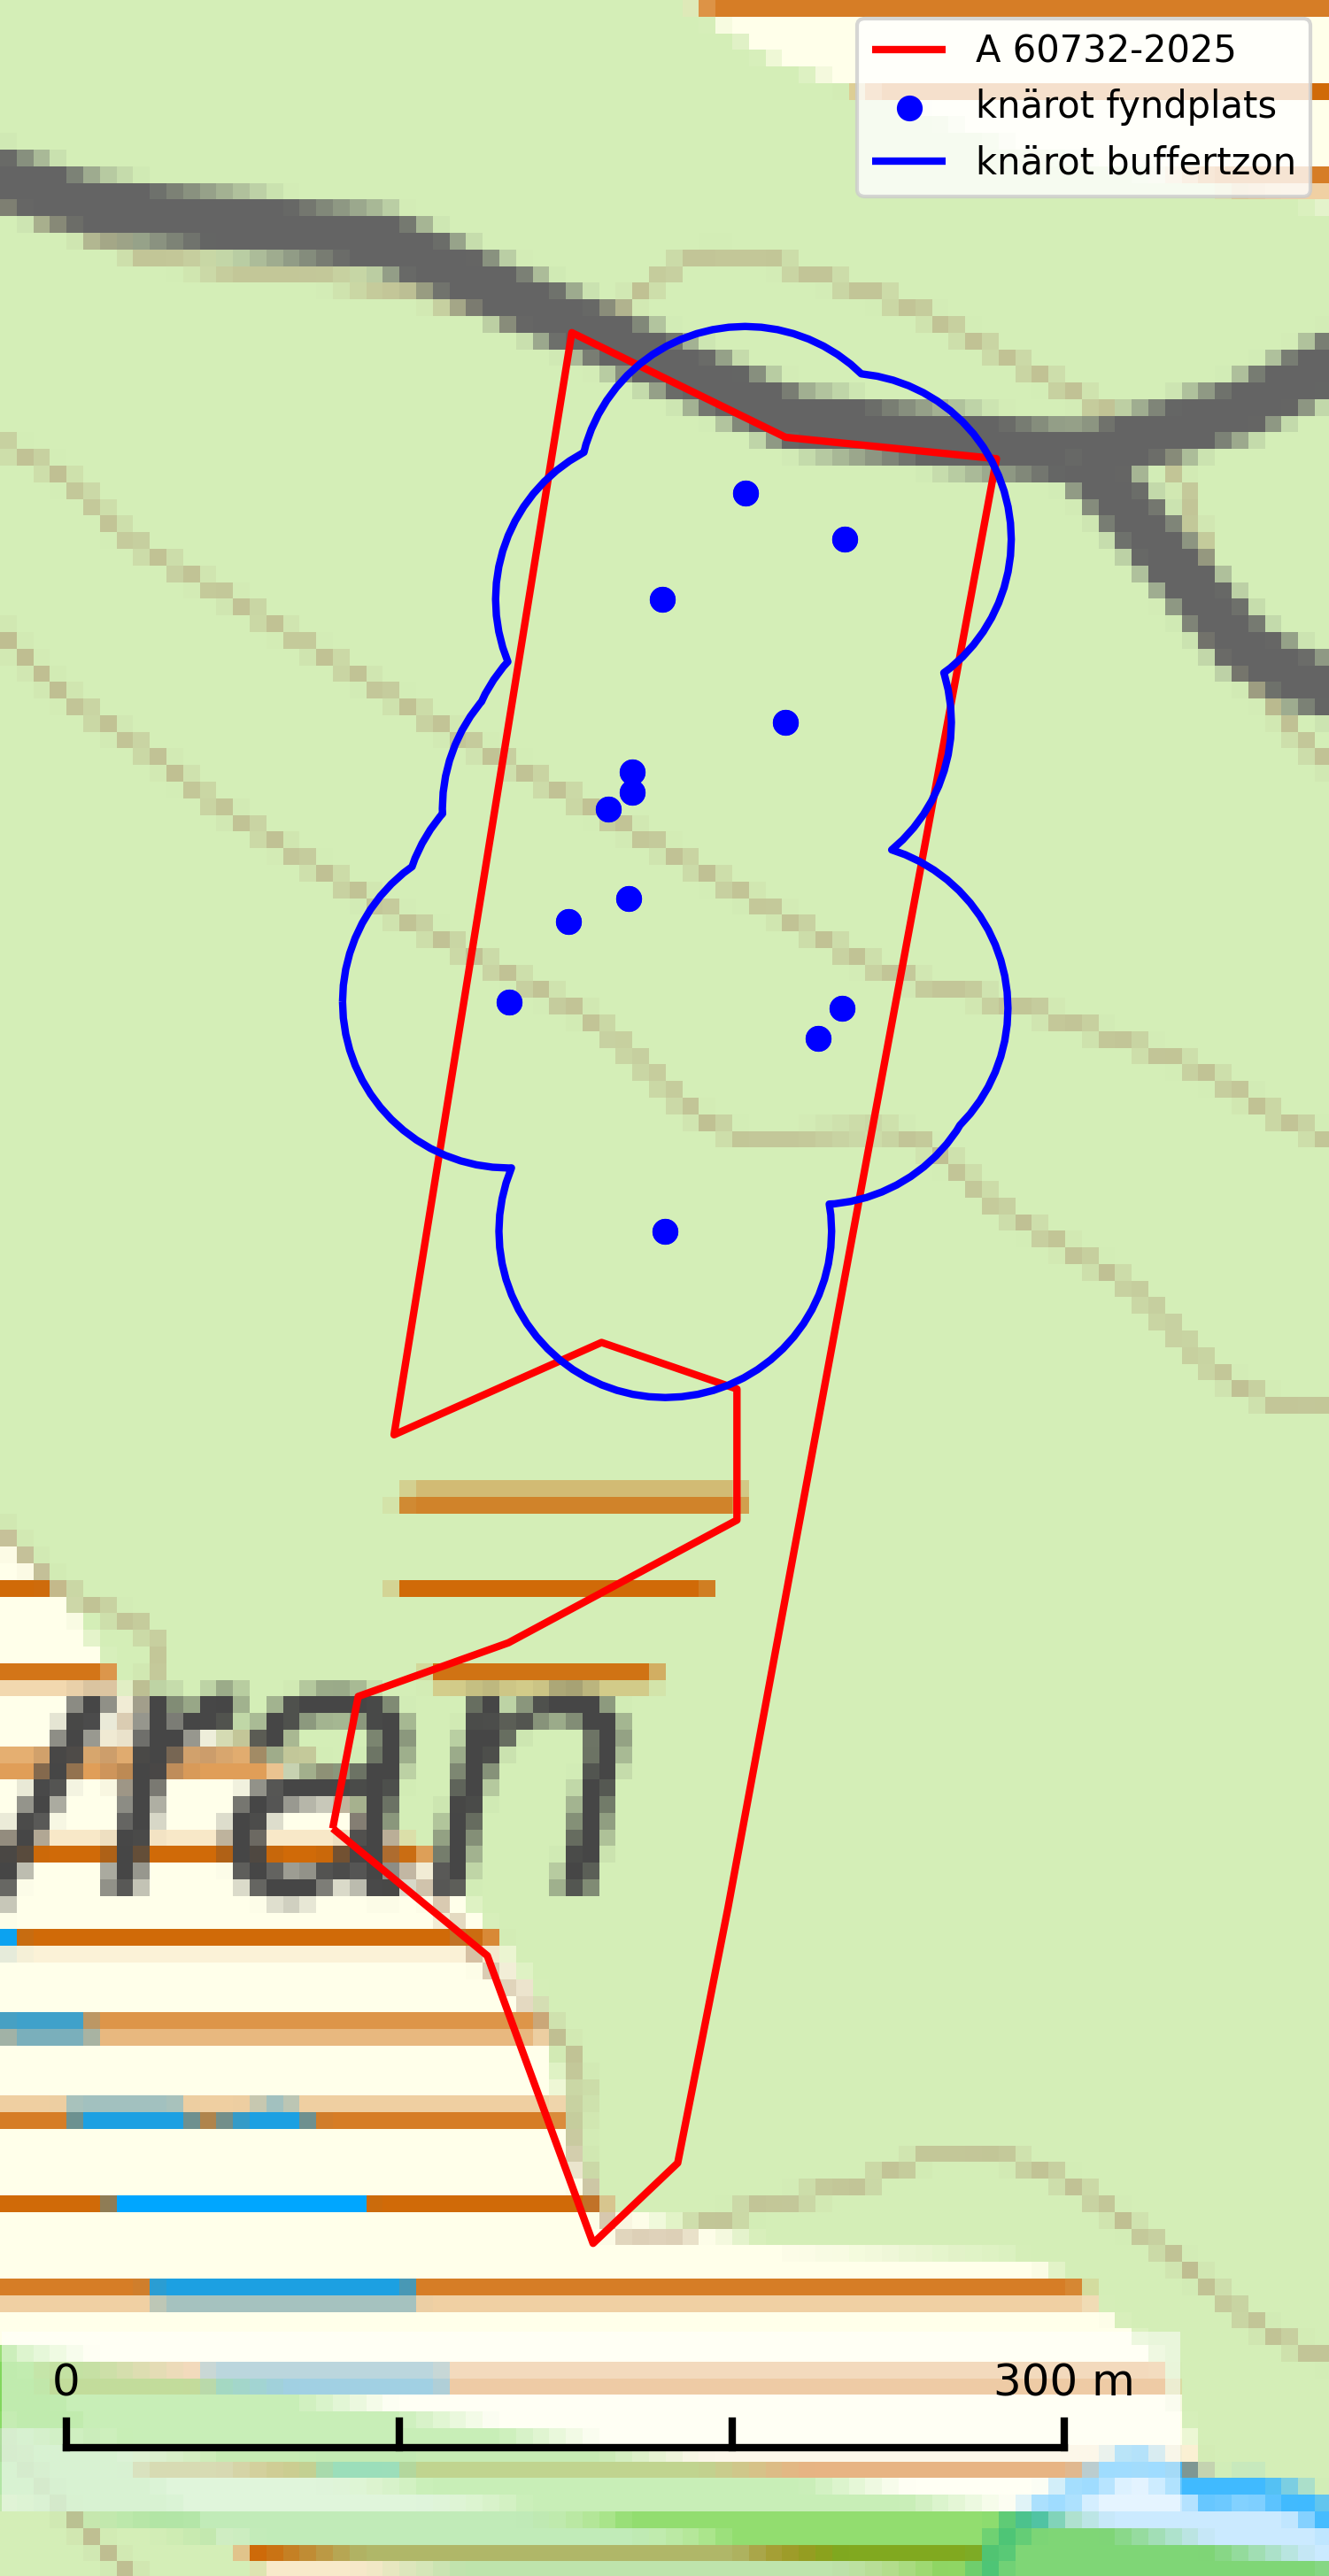 A 60732-2025
knärot fyndplats
knärot buffertzon
0 300 m